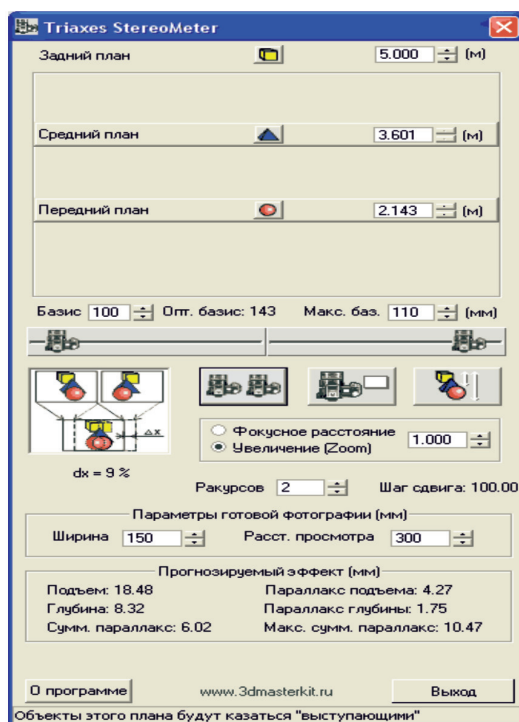 Triaxes StereoMeter
Задний план 5.000 (м)
Средний план 3.601 (м)
Передний план 2.143 (м)
Базис 100 Опт. базис: 143 Макс. баз. 110 (мм)
Δx
Фокусное расстояние
Увеличение (Zoom) 1.000
dx = 9 %
Ракурсов 2 Шаг сдвига: 100.00
Параметры готовой фотографии (мм)
Ширина 150 Расст. просмотра 300
Прогнозируемый эффект (мм)
Подъем: 18.48 Параллакс подъема: 4.27
Глубина: 8.32 Параллакс глубины: 1.75
Сумм. параллакс: 6.02 Макс. сумм. параллакс: 10.47
О программе www.3dmasterkit.ru Выход
Объекты этого плана будут казаться "выступающими"